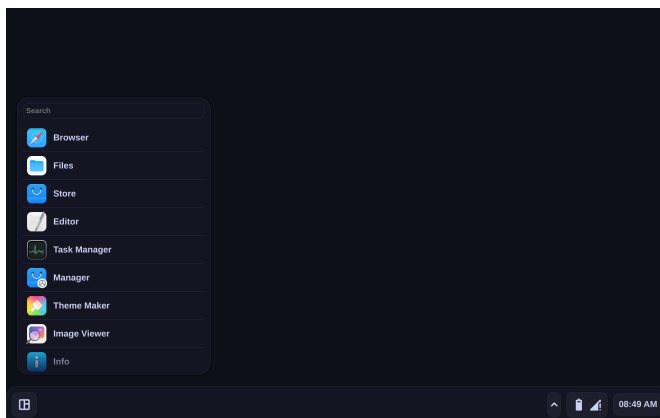 Search
Browser
Files
Store
Editor
Task Manager
Manager
Theme Maker
Image Viewer
Info
08:49 AM